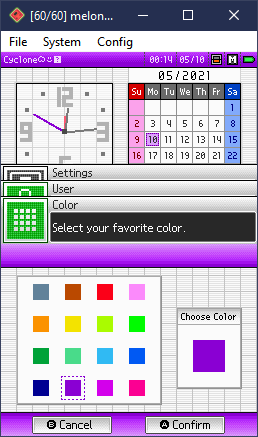 [60/60] melon...
File System Config
Cyclone☺♪? 00:14 05/10 M
05/2021
Su Mo Tu We Th Fr Sa
1
2 3 4 5 6 7 8
9 10 11 12 13 14 15
16 17 18 19 20 21 22
12
3
9
6
Settings
User
Color
Select your favorite color.
Choose Color
B Cancel
A Confirm